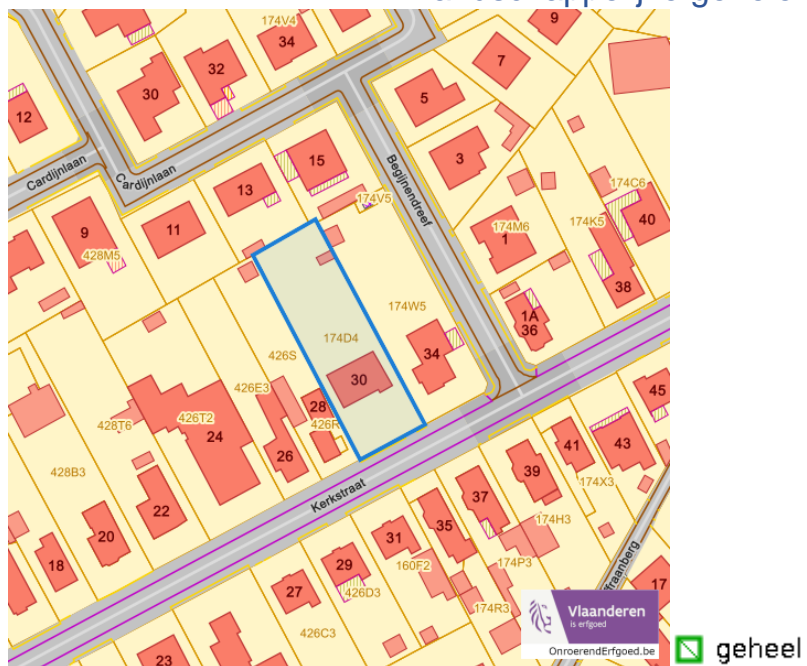 174V4
9
34
32
7
30
5
12
Cardijnlaan
15
3
Cardijnlaan
Begijnendreef
13
174V5
174C6
9
11
174M6
174K5
40
428M5
1
38
174W5
1A
36
174D4
426S
34
30
426E3
28
45
426R
426T2
428T6
24
41
43
26
39
428B3
174X3
Kerkstraat
37
22
35
174H3
20
31
18
29
160F2
174P3
426D3
27
17
174R3
426C3
23
Vlaanderen
is erfgoed
OnroerendErfgoed.be
geheel